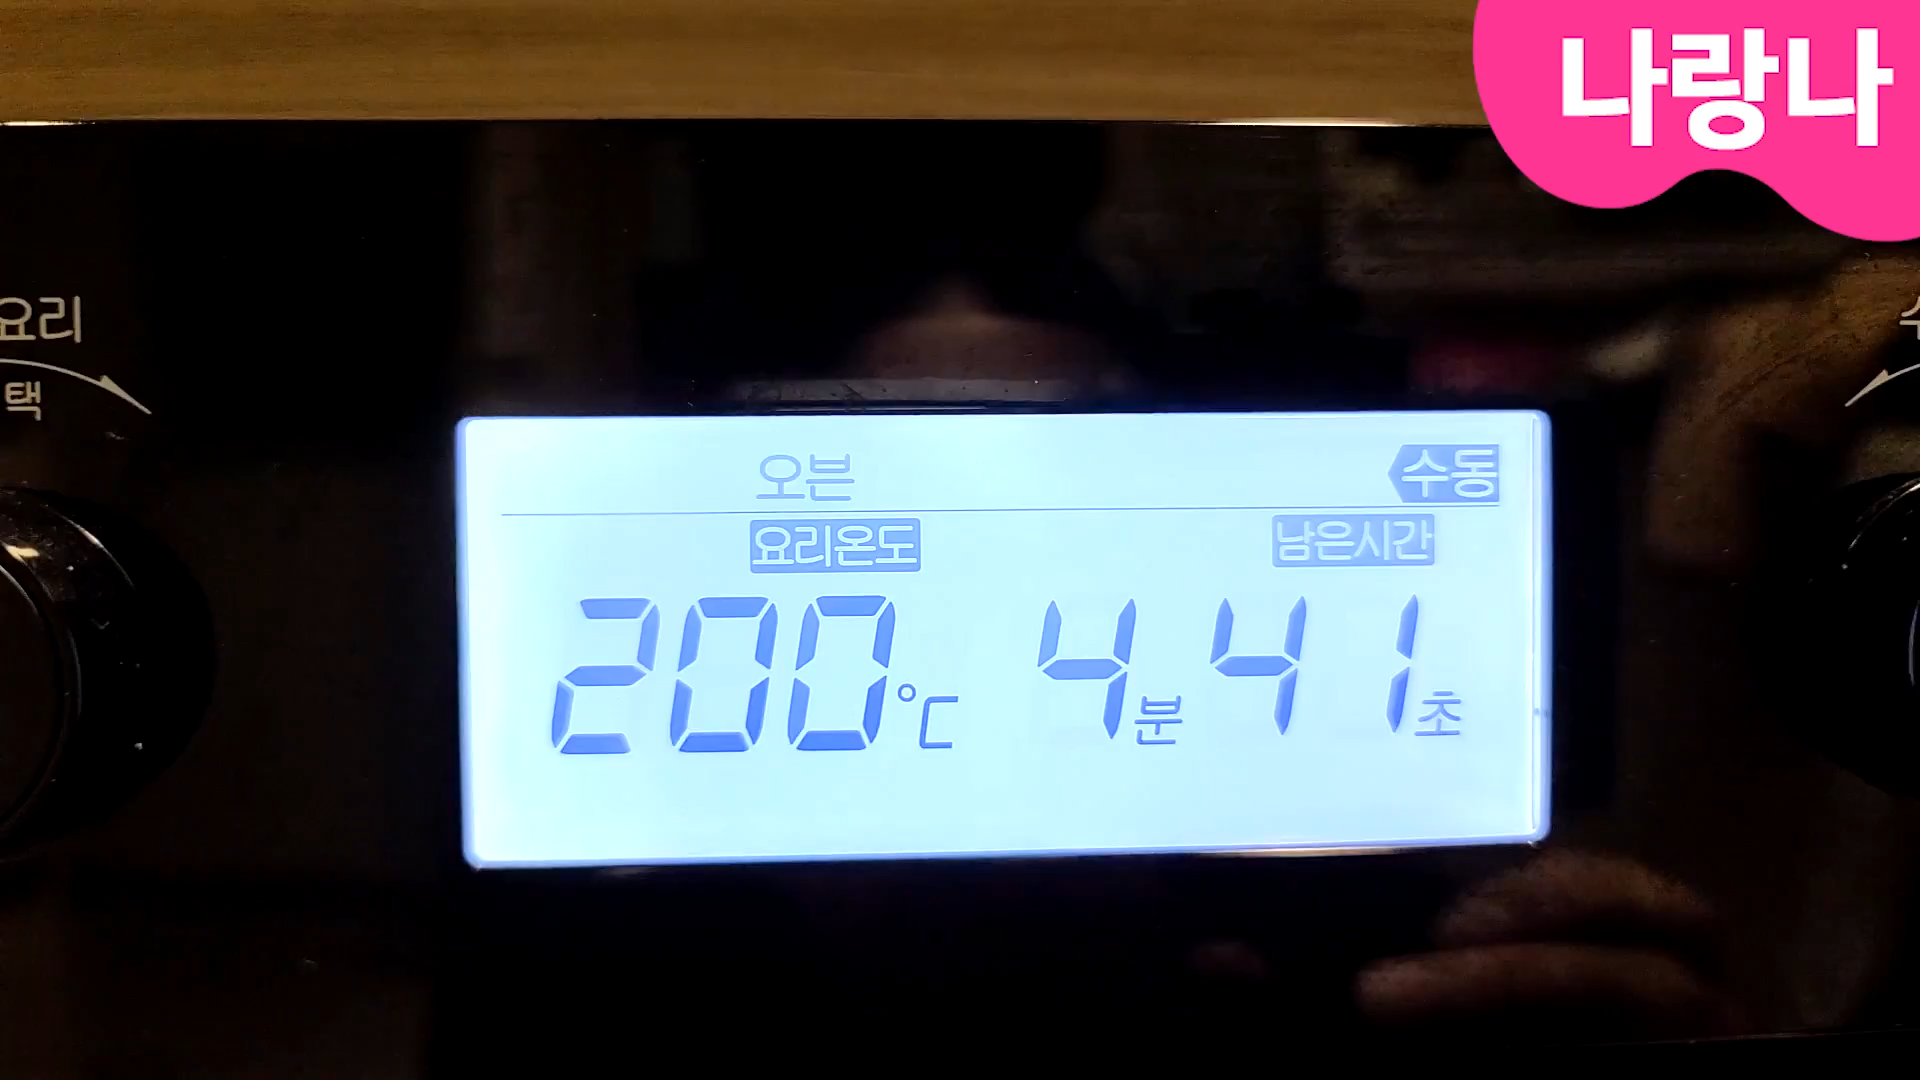 나랑나
요리
택
오븐
수동
요리온도
남은시간
200℃ 4분 41초